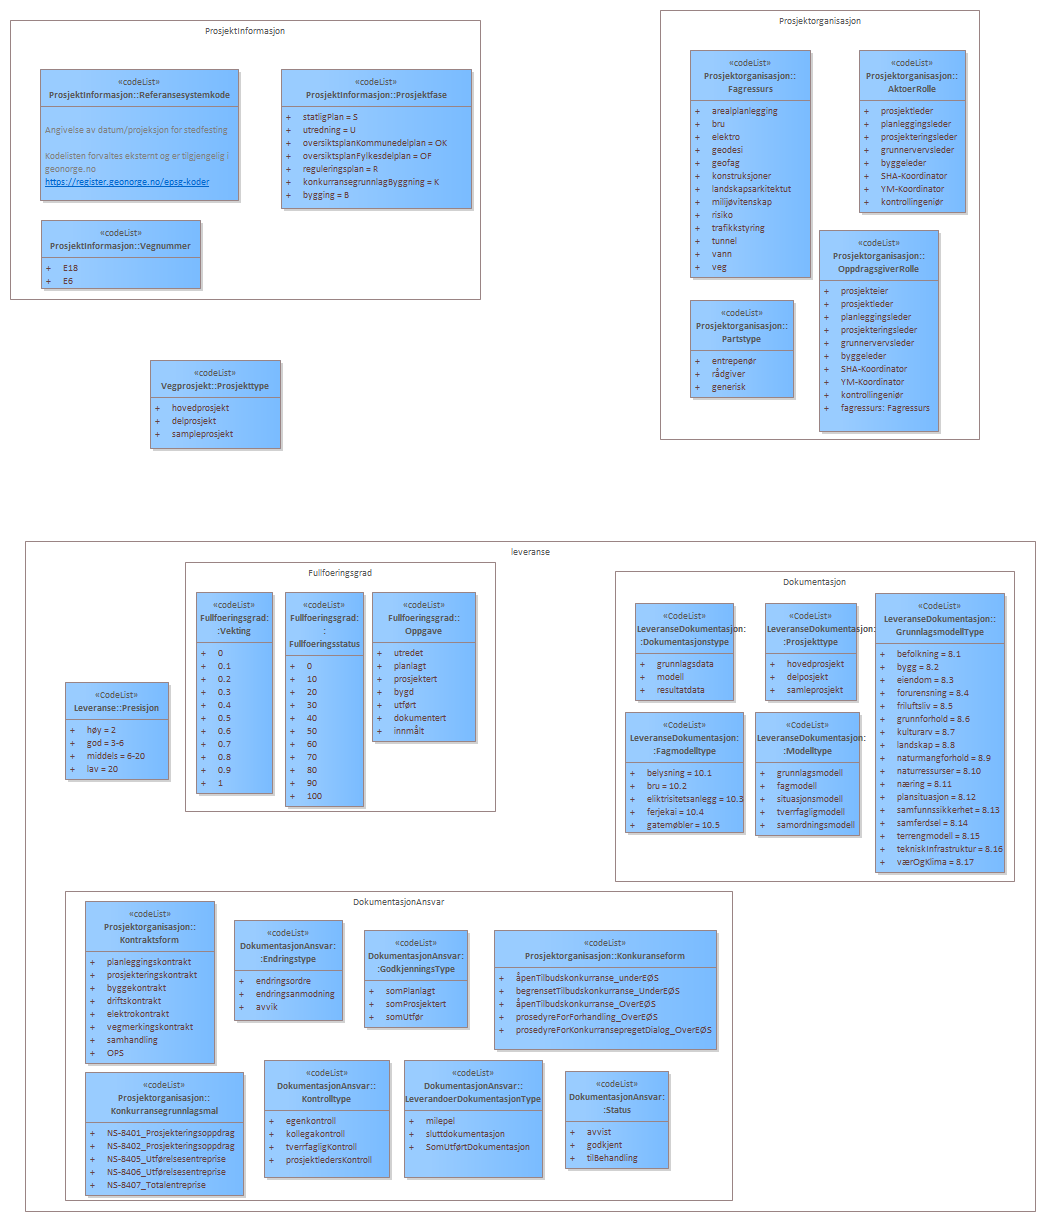 ProsjektInformasjon
«codeList»
ProsjektInformasjon::Referansesystemkode
Angivelse av datum/projeksjon for stedfesting
Kodelisten forvaltes eksternt og er tilgjengelig i
geonorge.no
https://register.geonorge.no/epsg-koder
«codeList»
ProsjektInformasjon::Prosjektfase
+ statligPlan = S
+ utredning = U
+ oversiktsplanKommunedelplan = OK
+ oversiktsplanFylkesdelplan = OF
+ reguleringsplan = R
+ konkurransegrunnlagByggning = K
+ bygging = B
«codeList»
ProsjektInformasjon::Vegnummer
+ E18
+ E6
Prosjektorganisasjon
«codeList»
Prosjektorganisasjon::
Fagressurs
+ arealplanlegging
+ bru
+ elektro
+ geodesi
+ geofag
+ konstruksjoner
+ landskapsarkitektut
+ miljøvitenskap
+ risiko
+ trafikkstyring
+ tunnel
+ vann
+ veg
«codeList»
Prosjektorganisasjon::
AktoerRolle
+ prosjektleder
+ planleggingsleder
+ prosjekteringsleder
+ grunnervervsleder
+ byggeleder
+ SHA-Koordinator
+ YM-Koordinator
+ kontrollingeniør
«codeList»
Prosjektorganisasjon::
OppdragsgiverRolle
+ prosjekteier
+ prosjektleder
+ planleggingsleder
+ prosjekteringsleder
+ grunnervervsleder
+ byggeleder
+ SHA-Koordinator
+ YM-Koordinator
+ kontrollingeniør
+ fagressurs: Fagressurs
«codeList»
Prosjektorganisasjon::
Partstype
+ entrepenør
+ rådgiver
+ generisk
«codeList»
Vegprosjekt::Prosjekttype
+ hovedprosjekt
+ delprosjekt
+ sampleprosjekt
leveranse
Fullfoeringsgrad
«codeList»
Fullfoeringsgrad:
:Vekting
+ 0
+ 0.1
+ 0.2
+ 0.3
+ 0.4
+ 0.5
+ 0.6
+ 0.7
+ 0.8
+ 0.9
+ 1
«codeList»
Fullfoeringsgrad:
:
Fullfoeringsstatus
+ 0
+ 10
+ 20
+ 30
+ 40
+ 50
+ 60
+ 70
+ 80
+ 90
+ 100
«codeList»
Fullfoeringsgrad::
Oppgave
+ utredet
+ planlagt
+ prosjektert
+ bygd
+ utført
+ dokumentert
+ innmålt
«CodeList»
Leveranse::Presisjon
+ høy = 2
+ god = 3-6
+ middels = 6-20
+ lav = 20
Dokumentasjon
«codeList»
LeveranseDokumentasjon:
:Dokumentasjonstype
+ grunnlagsdata
+ modell
+ resultatdata
«codeList»
LeveranseDokumentasjon:
:Prosjekttype
+ hovedprosjekt
+ delposjekt
+ samleprosjekt
«CodeList»
LeveranseDokumentasjon::
GrunnlagsmodellType
+ befolkning = 8.1
+ bygg = 8.2
+ eiendom = 8.3
+ forurensning = 8.4
+ friluftsliv = 8.5
+ grunnforhold = 8.6
+ kulturarv = 8.7
+ landskap = 8.8
+ naturmangforhold = 8.9
+ naturressurser = 8.10
+ næring = 8.11
+ plansituasjon = 8.12
+ samfunnssikkerhet = 8.13
+ samferdsel = 8.14
+ terrengmodell = 8.15
+ tekniskInfrastruktur = 8.16
+ værOgKlima = 8.17
«CodeList»
LeveranseDokumentasjon:
:Fagmodelltype
+ belysning = 10.1
+ bru = 10.2
+ eliktrisitetsanlegg = 10.3
+ ferjekai = 10.4
+ gatemøbler = 10.5
«CodeList»
LeveranseDokumentasjon:
:Modelltype
+ grunnlagsmodell
+ fagmodell
+ situasjonsmodell
+ tverrfagligmodell
+ samordningsmodell
DokumentasjonAnsvar
«codeList»
Prosjektorganisasjon::
Kontraktsform
+ planleggingskontrakt
+ prosjekteringskontrakt
+ byggekontrakt
+ driftskontrakt
+ elektrokontrakt
+ vegmerkingskontrakt
+ samhandling
+ OPS
«codeList»
DokumentasjonAnsvar:
:Endringstype
+ endringsordre
+ endringsanmodning
+ avvik
«codeList»
DokumentasjonAnsvar:
:GodkjenningsType
+ somPlanlagt
+ somProsjektert
+ somUtfør
«codeList»
Prosjektorganisasjon::Konkuranseform
+ åpenTilbudskonkurranse_underEØS
+ begrensetTilbudskonkurranse_UnderEØS
+ åpenTilbudskonkurranse_OverEØS
+ prosedyreForForhandling_OverEØS
+ prosedyreForKonkurransepregetDialog_OverEØS
«codeList»
Prosjektorganisasjon::
Konkurransegrunnlagsmal
+ NS-8401_Prosjekteringsoppdrag
+ NS-8402_Prosjekteringsoppdrag
+ NS-8405_Utførelsesentreprise
+ NS-8406_Utførelsesentreprise
+ NS-8407_Totalentreprise
«codeList»
DokumentasjonAnsvar::
Kontrolltype
+ egenkontroll
+ kollegakontroll
+ tverrfagligKontroll
+ prosjektledersKontroll
«codeList»
DokumentasjonAnsvar::
LeverandoerDokumentasjonType
+ milepel
+ sluttdokumentasjon
+ SomUtførtDokumentasjon
«codeList»
DokumentasjonAnsvar:
:Status
+ avvist
+ godkjent
+ tilBehandling